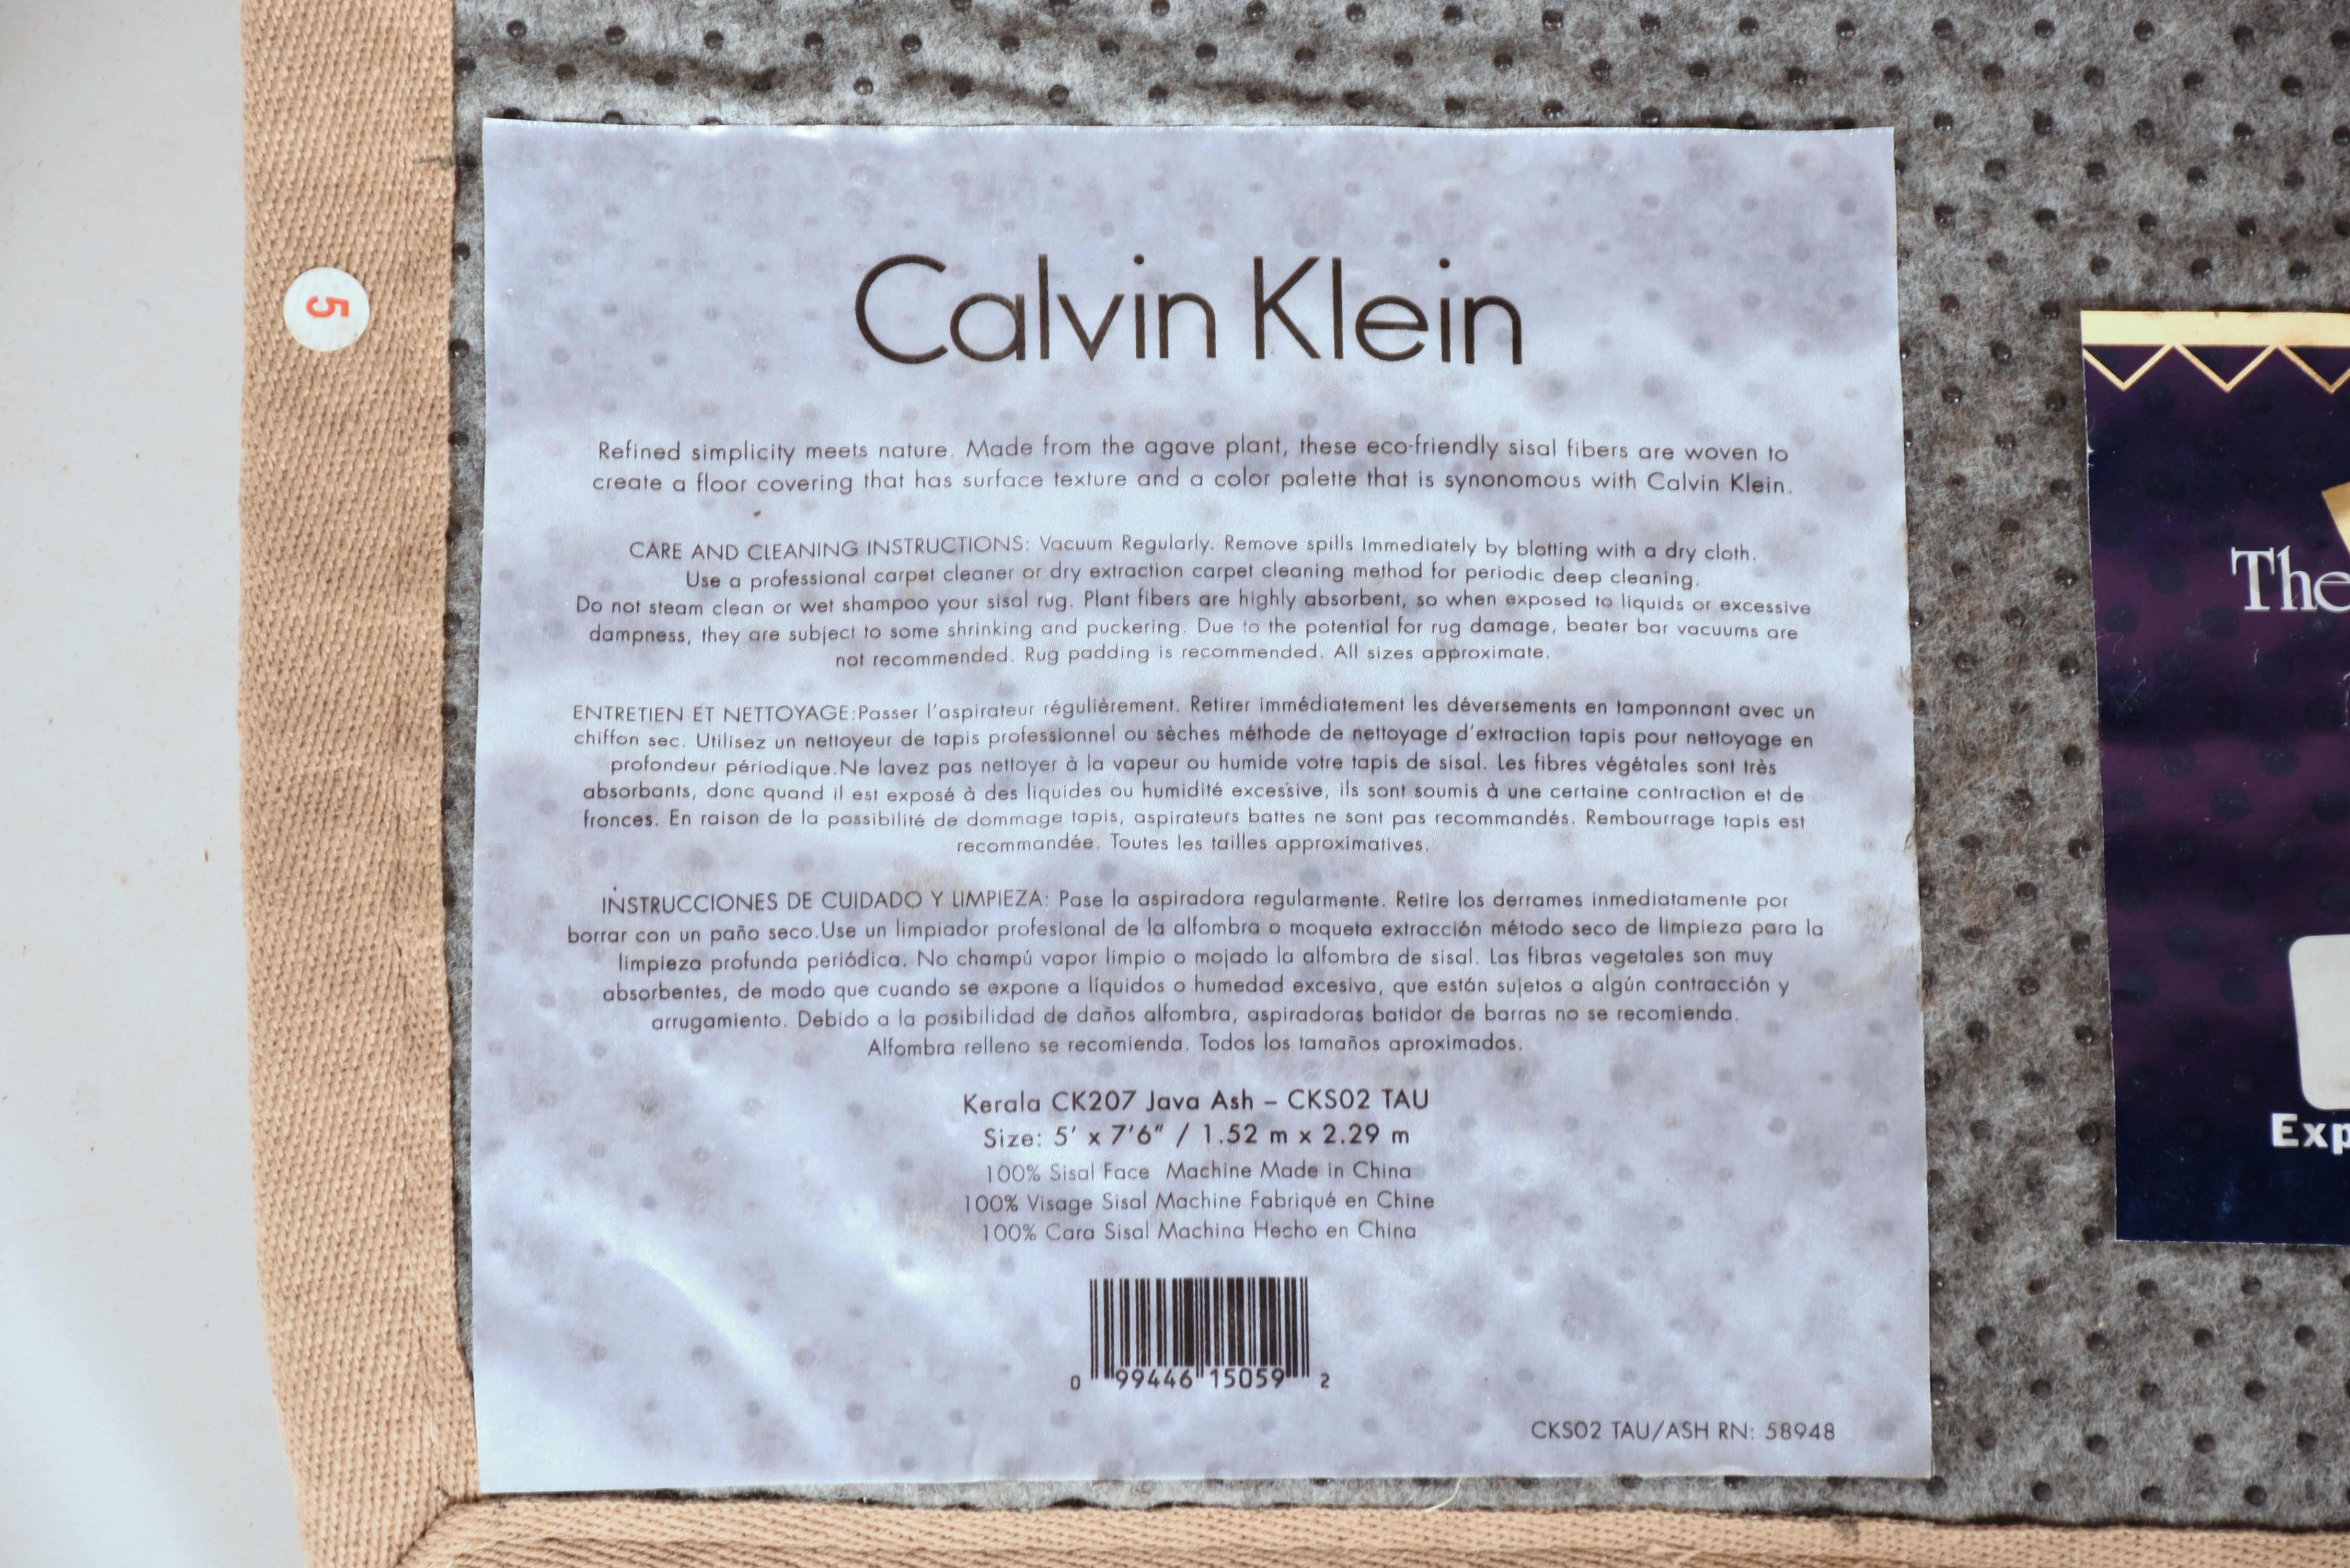 Calvin Klein
Refined simplicity meets nature. Made from the agave plant, these eco-friendly sisal fibers are woven to
create a floor covering that has surface texture and a color palette that is synonomous with Calvin Klein.
CARE AND CLEANING INSTRUCTIONS: Vacuum Regularly. Remove spills Immediately by blotting with a dry cloth.
Use a professional carpet cleaner or dry extraction carpet cleaning method for periodic deep cleaning.
Do not steam clean or wet shampoo your sisal rug. Plant fibers are highly absorbent, so when exposed to liquids or excessive
dampness, they are subject to some shrinking and puckering. Due to the potential for rug damage, beater bar vacuums are
not recommended. Rug padding is recommended. All sizes approximate.
ENTRETIEN ET NETTOYAGE:Passer l'aspirateur régulièrement. Retirer immédiatement les déversements en tamponnant avec un
chiffon sec. Utilisez un nettoyeur de tapis professionnel ou sèches méthode de nettoyage d'extraction tapis pour nettoyage en
profondeur périodique.Ne lavez pas nettoyer à la vapeur ou humide votre tapis de sisal. Les fibres végétales sont très
absorbants, donc quand il est exposé à des liquides ou humidité excessive, ils sont soumis à une certaine contraction et de
fronces. En raison de la possibilité de dommage tapis, aspirateurs battes ne sont pas recommandés. Rembourrage tapis est
recommandée. Toutes les tailles approximatives.
INSTRUCCIONES DE CUIDADO Y LIMPIEZA: Pase la aspiradora regularmente. Retire los derrames inmediatamente por
borrar con un paño seco.Use un limpiador profesional de la alfombra o moqueta extracción método seco de limpieza para la
limpieza profunda periódica. No champú vapor limpio o mojado la alfombra de sisal. Las fibras vegetales son muy
absorbentes, de modo que cuando se expone a líquidos o humedad excesiva, que están sujetos a algún contracción y
arrugamiento. Debido a la posibilidad de daños alfombra, aspiradoras batidor de barras no se recomienda.
Alfombra relleno se recomienda. Todos los tamaños aproximados.
Kerala CK207 Java Ash – CKS02 TAU
Size: 5' x 7'6" / 1.52 m x 2.29 m
100% Sisal Face Machine Made in China
100% Visage Sisal Machine Fabriqué en Chine
100% Cara Sisal Machina Hecho en China
0 99446 15059 2
CKS02 TAU/ASH RN: 58948
5
The
Exp